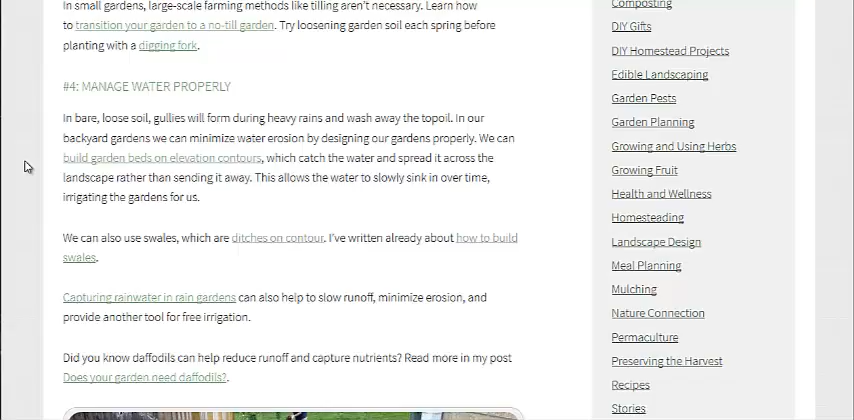 In small gardens, large-scale farming methods like tilling aren't necessary. Learn how
to transition your garden to a no-till garden. Try loosening garden soil each spring before
planting with a digging fork.
#4: MANAGE WATER PROPERLY
In bare, loose soil, gullies will form during heavy rains and wash away the topoil. In our
backyard gardens we can minimize water erosion by designing our gardens properly. We can
build garden beds on elevation contours, which catch the water and spread it across the
landscape rather than sending it away. This allows the water to slowly sink in over time,
irrigating the gardens for us.
We can also use swales, which are ditches on contour. I've written already about how to build
swales.
Capturing rainwater in rain gardens can also help to slow runoff, minimize erosion, and
provide another tool for free irrigation.
Did you know daffodils can help reduce runoff and capture nutrients? Read more in my post
Does your garden need daffodils?.
Composting
DIY Gifts
DIY Homestead Projects
Edible Landscaping
Garden Pests
Garden Planning
Growing and Using Herbs
Growing Fruit
Health and Wellness
Homesteading
Landscape Design
Meal Planning
Mulching
Nature Connection
Permaculture
Preserving the Harvest
Recipes
Stories